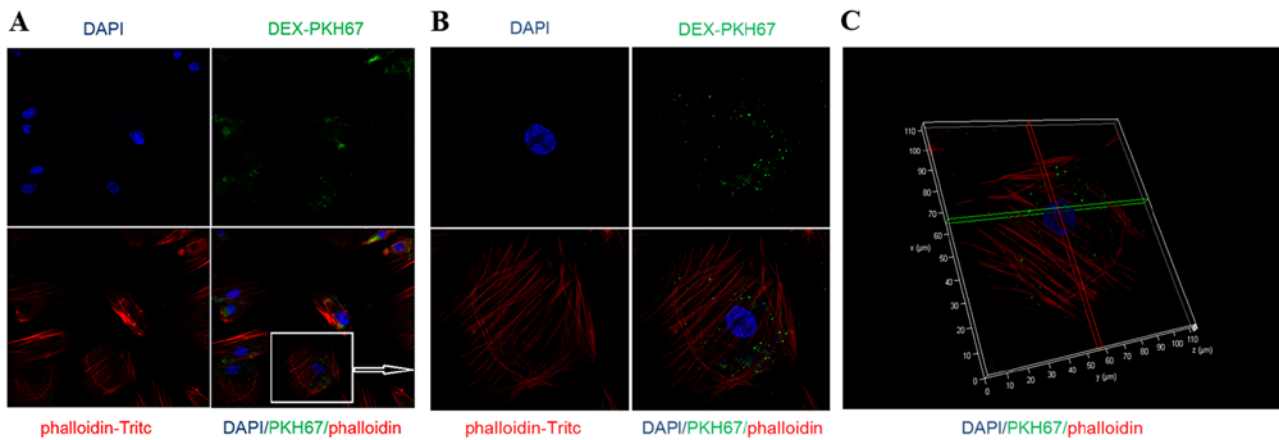 A
DAPI
DEX-PKH67
phalloidin-Tritc
DAPI/PKH67/phalloidin
B
DAPI
DEX-PKH67
phalloidin-Tritc
DAPI/PKH67/phalloidin
C
110
100
90
80
70
60
50
40
30
20
10
0
x (µm)
0
10
20
30
40
50
60
70
80
90
100
110
y (µm)
z (µm)
DAPI/PKH67/phalloidin